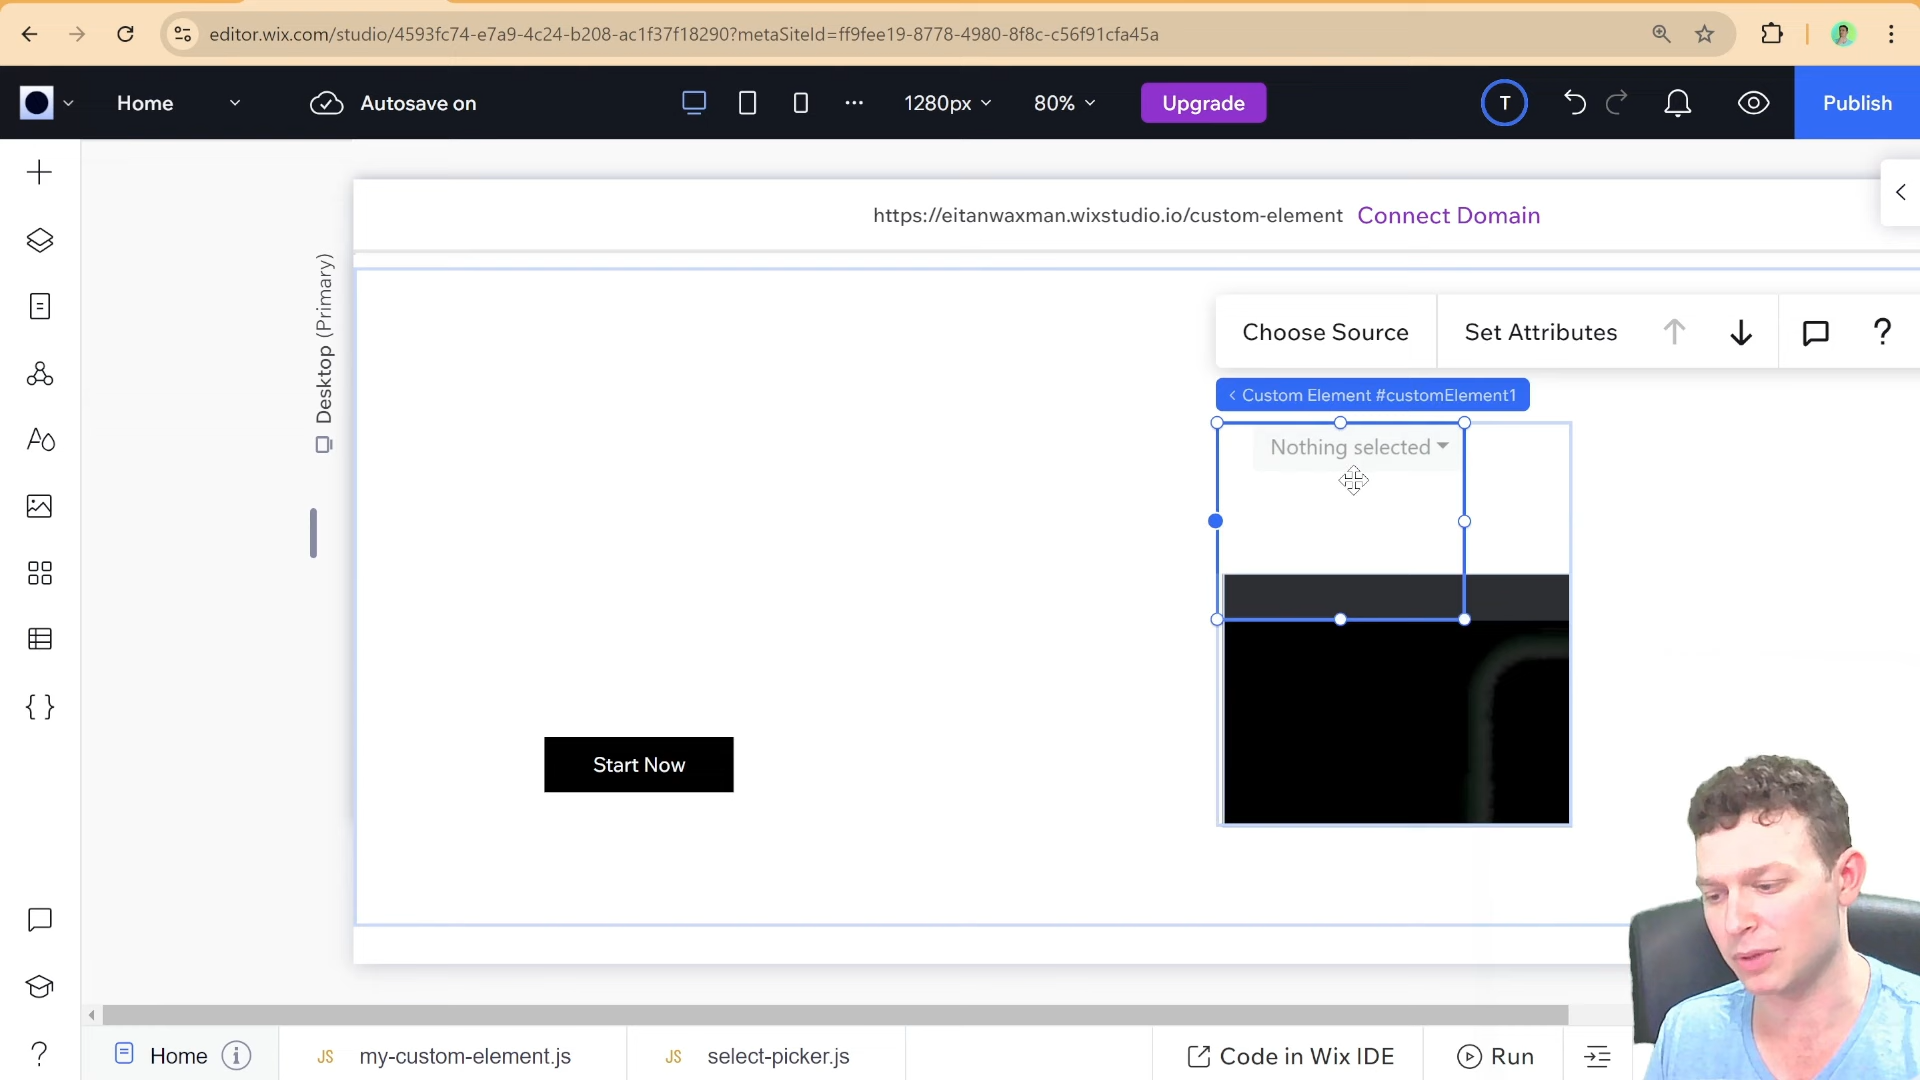 editor.wix.com/studio/4593fc74-e7a9-4c24-b208-ac1f37f18290?metaSiteId=ff9fee19-8778-4980-8f8c-c56f91cfa45a
Home
Autosave on
1280px
80%
Upgrade
T
Publish
https://eitanwaxman.wixstudio.io/custom-element Connect Domain
Desktop (Primary)
Choose Source
Set Attributes
?
< Custom Element #customElement1
Nothing selected
Start Now
?
Home
JS my-custom-element.js
JS select-picker.js
Code in Wix IDE
Run